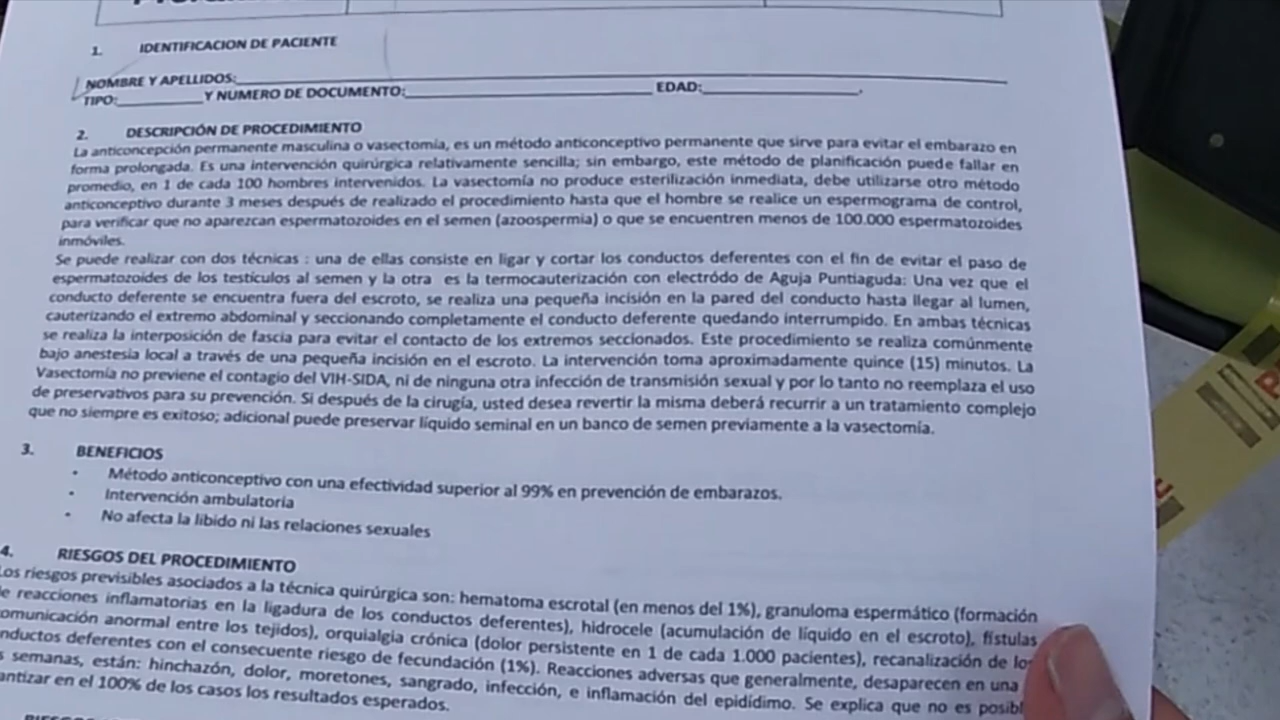 1. IDENTIFICACION DE PACIENTE
NOMBRE Y APELLIDOS:
TIPO: Y NUMERO DE DOCUMENTO: EDAD:
2. DESCRIPCIÓN DE PROCEDIMIENTO
La anticoncepción permanente masculina o vasectomía, es un método anticonceptivo permanente que sirve para evitar el embarazo en
forma prolongada. Es una intervención quirúrgica relativamente sencilla; sin embargo, este método de planificación puede fallar en
promedio, en 1 de cada 100 hombres intervenidos. La vasectomía no produce esterilización inmediata, debe utilizarse otro método
anticonceptivo durante 3 meses después de realizado el procedimiento hasta que el hombre se realice un espermograma de control,
para verificar que no aparezcan espermatozoides en el semen (azoospermia) o que se encuentren menos de 100.000 espermatozoides
inmóviles.
Se puede realizar con dos técnicas : una de ellas consiste en ligar y cortar los conductos deferentes con el fin de evitar el paso de
espermatozoides de los testículos al semen y la otra es la termocauterización con electródo de Aguja Puntiaguda: Una vez que el
conducto deferente se encuentra fuera del escroto, se realiza una pequeña incisión en la pared del conducto hasta llegar al lumen,
cauterizando el extremo abdominal y seccionando completamente el conducto deferente quedando interrumpido. En ambas técnicas
se realiza la interposición de fascia para evitar el contacto de los extremos seccionados. Este procedimiento se realiza comúnmente
bajo anestesia local a través de una pequeña incisión en el escroto. La intervención toma aproximadamente quince (15) minutos. La
Vasectomía no previene el contagio del VIH-SIDA, ni de ninguna otra infección de transmisión sexual y por lo tanto no reemplaza el uso
de preservativos para su prevención. Si después de la cirugía, usted desea revertir la misma deberá recurrir a un tratamiento complejo
que no siempre es exitoso; adicional puede preservar líquido seminal en un banco de semen previamente a la vasectomía.
3. BENEFICIOS
• Método anticonceptivo con una efectividad superior al 99% en prevención de embarazos.
• Intervención ambulatoria
• No afecta la libido ni las relaciones sexuales
4. RIESGOS DEL PROCEDIMIENTO
Los riesgos previsibles asociados a la técnica quirúrgica son: hematoma escrotal (en menos del 1%), granuloma espermático (formación
reacciones inflamatorias en la ligadura de los conductos deferentes), hidrocele (acumulación de líquido en el escroto), fístulas
omunicación anormal entre los tejidos), orquialgia crónica (dolor persistente en 1 de cada 1.000 pacientes), recanalización de
nductos deferentes con el consecuente riesgo de fecundación (1%). Reacciones adversas que generalmente, desaparecen en una
semanas, están: hinchazón, dolor, moretones, sangrado, infección, e inflamación del epidídimo. Se explica que no es posibl
antizar en el 100% de los casos los resultados esperados.